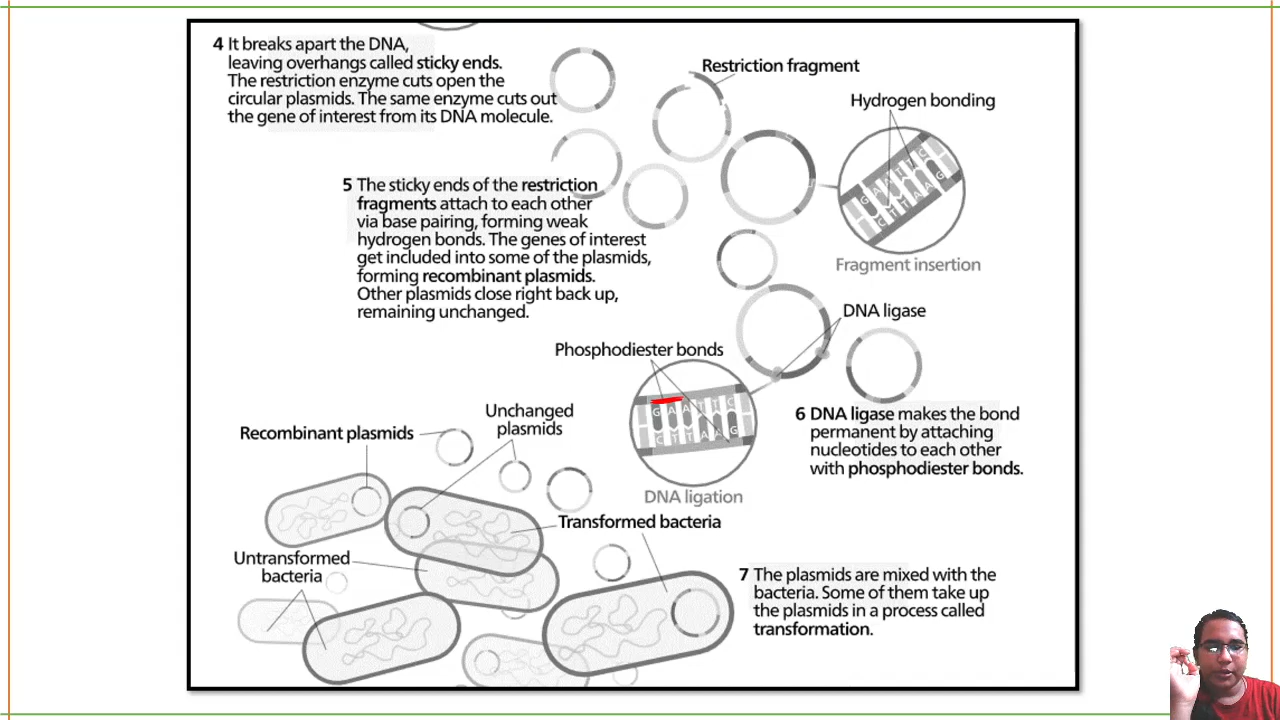 4 It breaks apart the DNA,
leaving overhangs called sticky ends.
The restriction enzyme cuts open the
circular plasmids. The same enzyme cuts out
the gene of interest from its DNA molecule.
Restriction fragment
Hydrogen bonding
G A A T T C
C T T A A G
Fragment insertion
5 The sticky ends of the restriction
fragments attach to each other
via base pairing, forming weak
hydrogen bonds. The genes of interest
get included into some of the plasmids,
forming recombinant plasmids.
Other plasmids close right back up,
remaining unchanged.
DNA ligase
Phosphodiester bonds
G A A T T C
C T T A A G
DNA ligation
6 DNA ligase makes the bond
permanent by attaching
nucleotides to each other
with phosphodiester bonds.
Unchanged
plasmids
Recombinant plasmids
Transformed bacteria
Untransformed
bacteria
7 The plasmids are mixed with the
bacteria. Some of them take up
the plasmids in a process called
transformation.